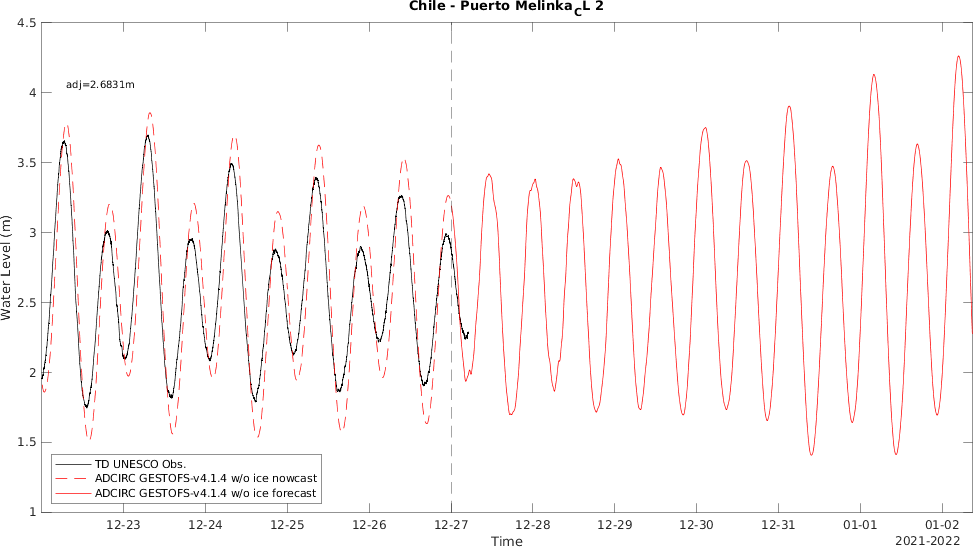 Chile - Puerto Melinka_CL 2
adj=2.6831m
Water Level (m)
4.5
4
3.5
3
2.5
2
1.5
1
TD UNESCO Obs.
ADCIRC GESTOFS-v4.1.4 w/o ice nowcast
ADCIRC GESTOFS-v4.1.4 w/o ice forecast
12-23 12-24 12-25 12-26 12-27 12-28 12-29 12-30 12-31 01-01 01-02
Time
2021-2022